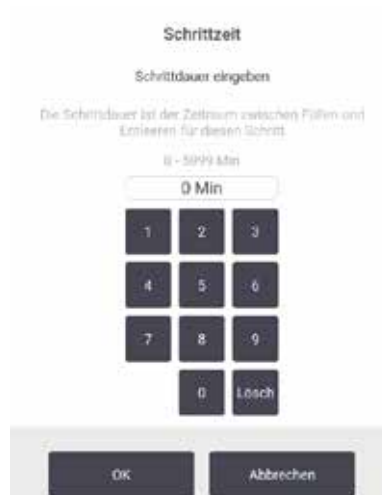 Schrittzeit
Schrittdauer eingeben
Die Schrittdauer ist der Zeitraum zwischen Füllen und
Entleeren für diesen Schritt
0 - 5999 Min
0 Min
1 2 3
4 5 6
7 8 9
0 Lösch
OK Abbrechen